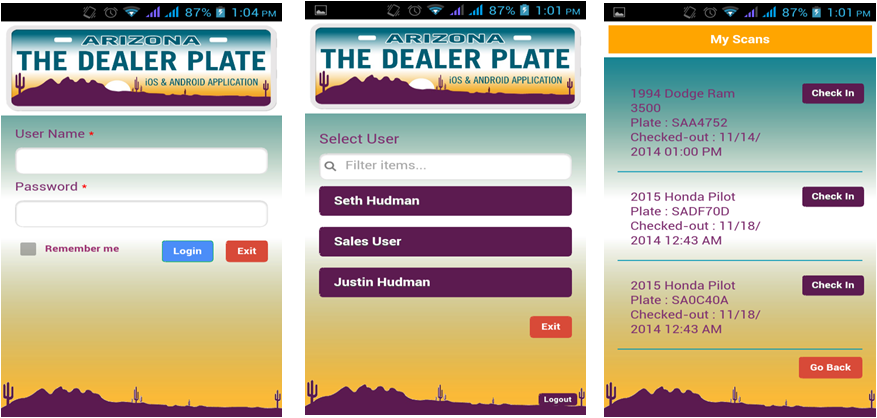 87% 1:04 PM
ARIZONA
THE DEALER PLATE
iOS & ANDROID APPLICATION
User Name *
Password *
Remember me
Login
Exit
87% 1:01 PM
ARIZONA
THE DEALER PLATE
iOS & ANDROID APPLICATION
Select User
Filter items...
Seth Hudman
Sales User
Justin Hudman
Exit
Logout
87% 1:01 PM
My Scans
1994 Dodge Ram
3500
Plate : SAA4752
Checked-out : 11/14/
2014 01:00 PM
Check In
2015 Honda Pilot
Plate : SADF70D
Checked-out : 11/18/
2014 12:43 AM
Check In
2015 Honda Pilot
Plate : SA0C40A
Checked-out : 11/18/
2014 12:43 AM
Check In
Go Back